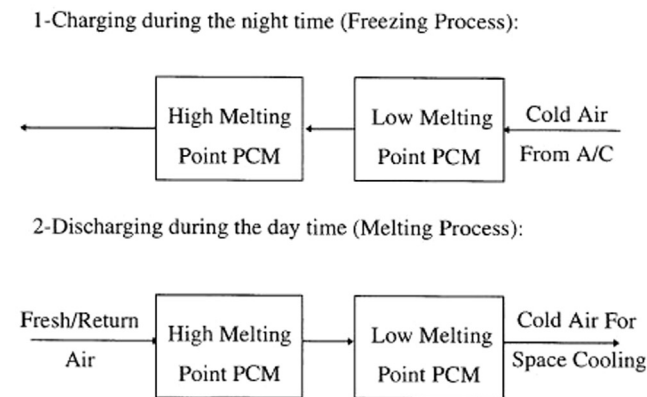 1-Charging during the night time (Freezing Process):
High Melting
Point PCM
Low Melting
Point PCM
Cold Air
From A/C
2-Discharging during the day time (Melting Process):
Fresh/Return
Air
High Melting
Point PCM
Low Melting
Point PCM
Cold Air For
Space Cooling